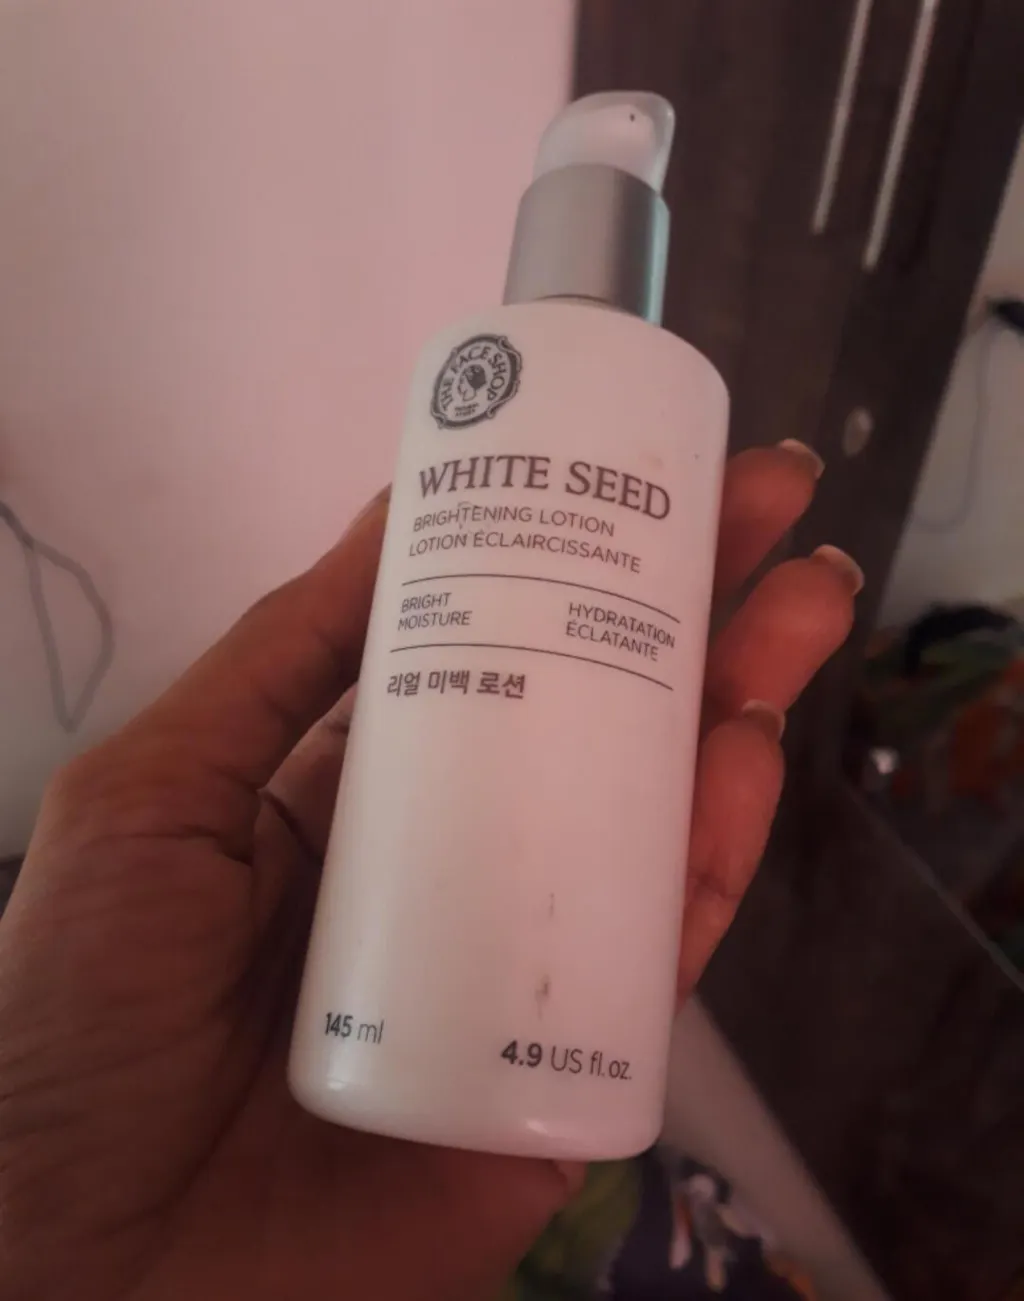 THE FACE SHOP
WHITE SEED
BRIGHTENING LOTION
LOTION ÉCLAIRCISSANTE
BRIGHT
MOISTURE
HYDRATATION
ÉCLATANTE
리얼 미백 로션
145 ml
4.9 US fl.oz.